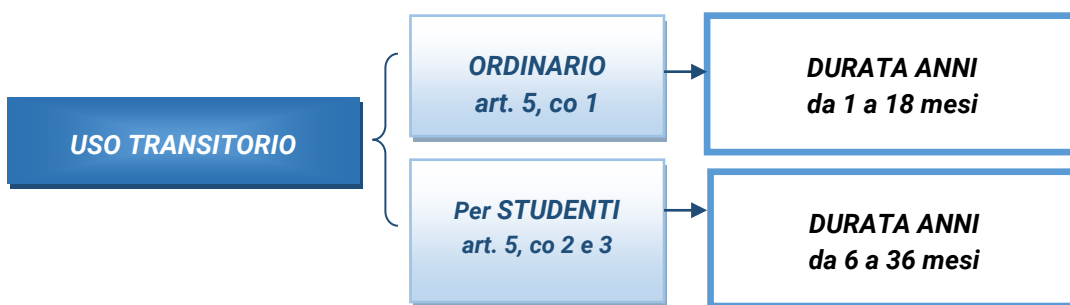 USO TRANSITORIO
ORDINARIO
art. 5, co 1
DURATA ANNI
da 1 a 18 mesi
Per STUDENTI
art. 5, co 2 e 3
DURATA ANNI
da 6 a 36 mesi